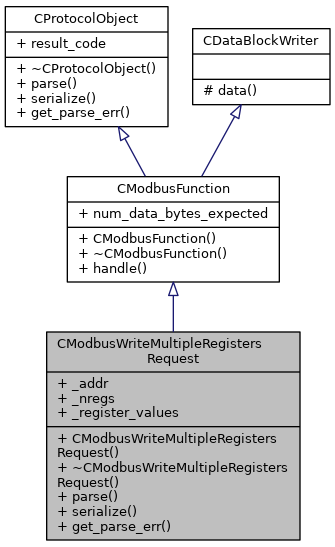 CProtocolObject
+ result_code
+ ~CProtocolObject()
+ parse()
+ serialize()
+ get_parse_err()
CDataBlockWriter
# data()
CModbusFunction
+ num_data_bytes_expected
+ CModbusFunction()
+ ~CModbusFunction()
+ handle()
CModbusWriteMultipleRegisters
Request
+ _addr
+ _nregs
+ _register_values
+ CModbusWriteMultipleRegisters
Request()
+ ~CModbusWriteMultipleRegisters
Request()
+ parse()
+ serialize()
+ get_parse_err()